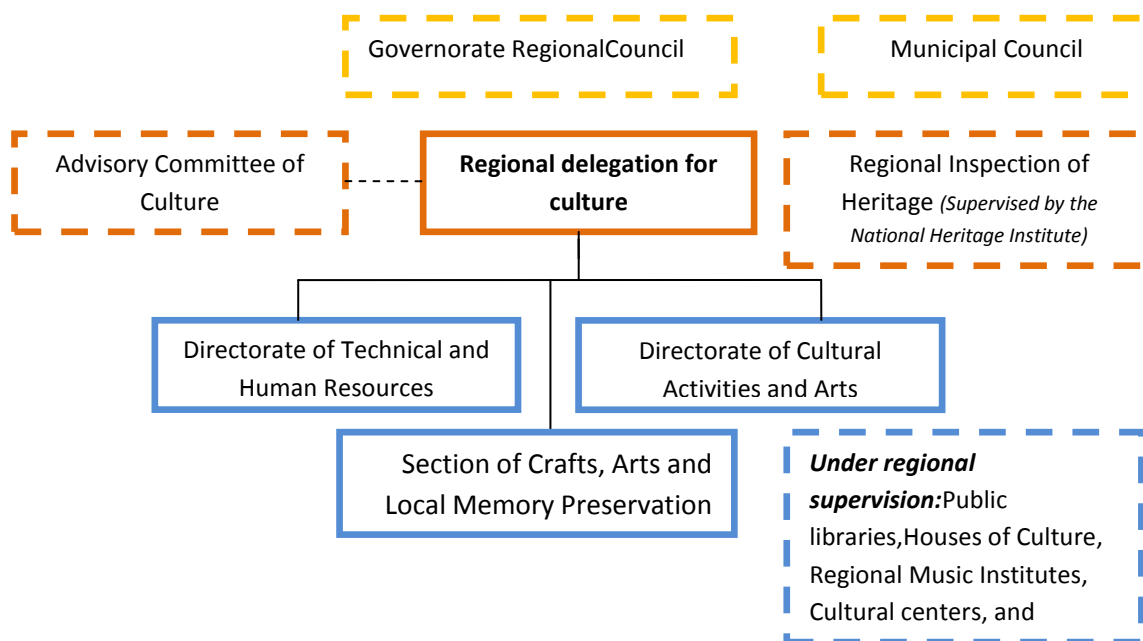 Governorate RegionalCouncil
Municipal Council
Advisory Committee of
Culture
Regional delegation for
culture
Regional Inspection of
Heritage (Supervised by the
National Heritage Institute)
Directorate of Technical and
Human Resources
Directorate of Cultural
Activities and Arts
Section of Crafts, Arts and
Local Memory Preservation
Under regional
supervision:Public
libraries,Houses of Culture,
Regional Music Institutes,
Cultural centers, and